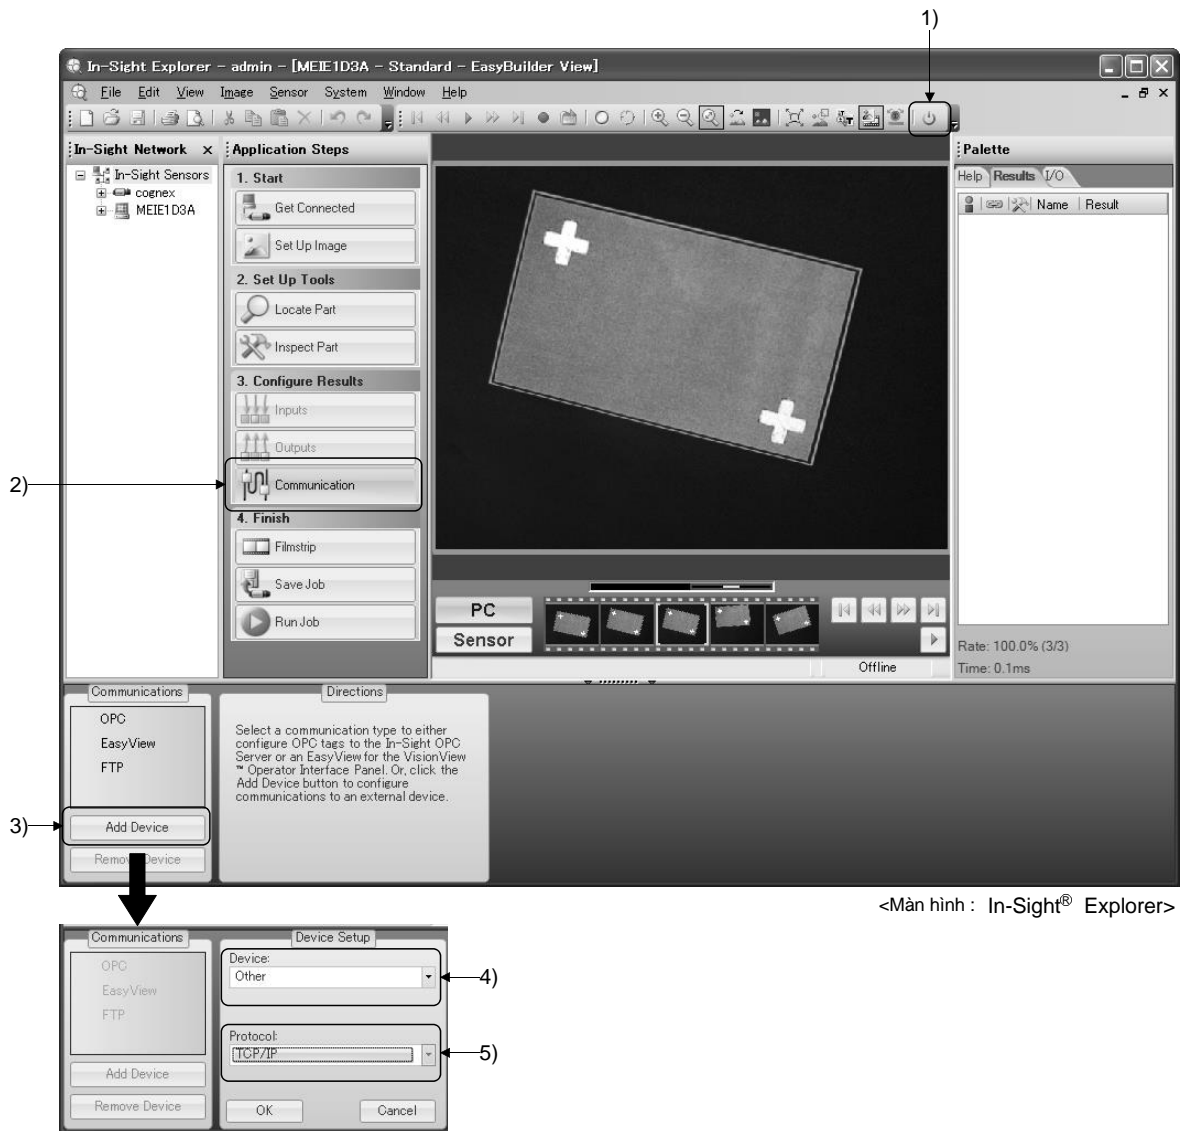 1)
In-Sight Explorer - admin - [MEIE1D3A - Standard - EasyBuilder View]
File Edit View Image Sensor System Window Help
In-Sight Network
In-Sight Sensors
cognex
MEIE1D3A
Application Steps
1. Start
Get Connected
Set Up Image
2. Set Up Tools
Locate Part
Inspect Part
3. Configure Results
Inputs
Outputs
2)
Communication
4. Finish
Filmstrip
Save Job
Run Job
PC
Sensor
Offline
Palette
Help Results I/O
Name Result
Rate: 100.0% (3/3)
Time: 0.1ms
Communications
OPC
EasyView
FTP
3)
Add Device
Remove Device
Directions
Select a communication type to either
configure OPC tags to the In-Sight OPC
Server or an EasyView for the VisionView
™ Operator Interface Panel. Or, click the
Add Device button to configure
communications to an external device.
<Màn hình : In-Sight® Explorer>
Communications
OPC
EasyView
FTP
Add Device
Remove Device
Device Setup
Device:
Other
4)
Protocol:
TCP/IP
5)
OK
Cancel